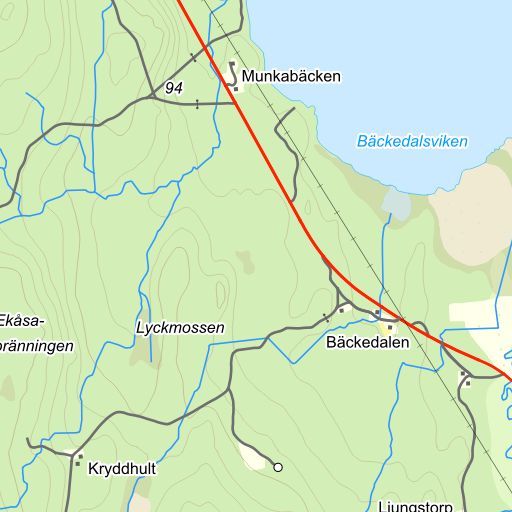 Munkabäcken
94
Bäckedalsviken
Ekåsa-
bränningen
Lyckmossen
Bäckedalen
Kryddhult
Ljungstorp